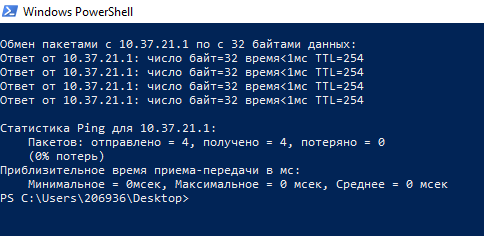 Windows PowerShell
Обмен пакетами с 10.37.21.1 по с 32 байтами данных:
Ответ от 10.37.21.1: число байт=32 время<1мс TTL=254
Ответ от 10.37.21.1: число байт=32 время<1мс TTL=254
Ответ от 10.37.21.1: число байт=32 время<1мс TTL=254
Ответ от 10.37.21.1: число байт=32 время<1мс TTL=254
Статистика Ping для 10.37.21.1:
Пакетов: отправлено = 4, получено = 4, потеряно = 0
(0% потерь)
Приблизительное время приема-передачи в мс:
Минимальное = 0мсек, Максимальное = 0 мсек, Среднее = 0 мсек
PS C:\Users\206936\Desktop>